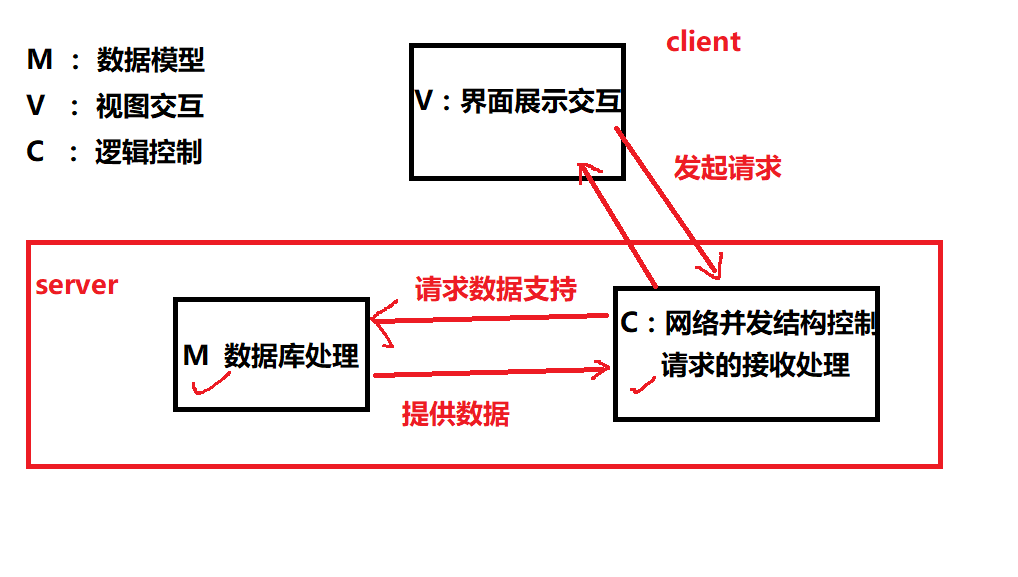 M ： 数据模型
V ： 视图交互
C ： 逻辑控制
client
V：界面展示交互
发起请求
server
请求数据支持
M 数据库处理
提供数据
C：网络并发结构控制
请求的接收处理